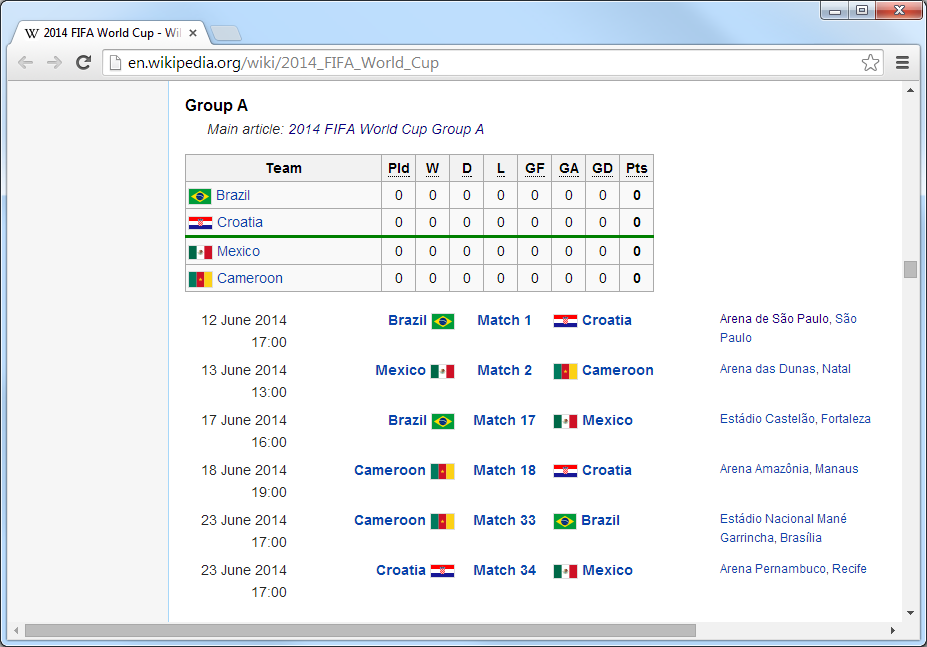 2014 FIFA World Cup - Wi
en.wikipedia.org/wiki/2014_FIFA_World_Cup
Group A
Main article: 2014 FIFA World Cup Group A
Team Pld W D L GF GA GD Pts
Brazil 0 0 0 0 0 0 0 0
Croatia 0 0 0 0 0 0 0 0
Mexico 0 0 0 0 0 0 0 0
Cameroon 0 0 0 0 0 0 0 0
12 June 2014 Brazil Match 1 Croatia Arena de São Paulo, São
17:00 Paulo
13 June 2014 Mexico Match 2 Cameroon Arena das Dunas, Natal
13:00
17 June 2014 Brazil Match 17 Mexico Estádio Castelão, Fortaleza
16:00
18 June 2014 Cameroon Match 18 Croatia Arena Amazônia, Manaus
19:00
23 June 2014 Cameroon Match 33 Brazil Estádio Nacional Mané
17:00 Garrincha, Brasília
23 June 2014 Croatia Match 34 Mexico Arena Pernambuco, Recife
17:00